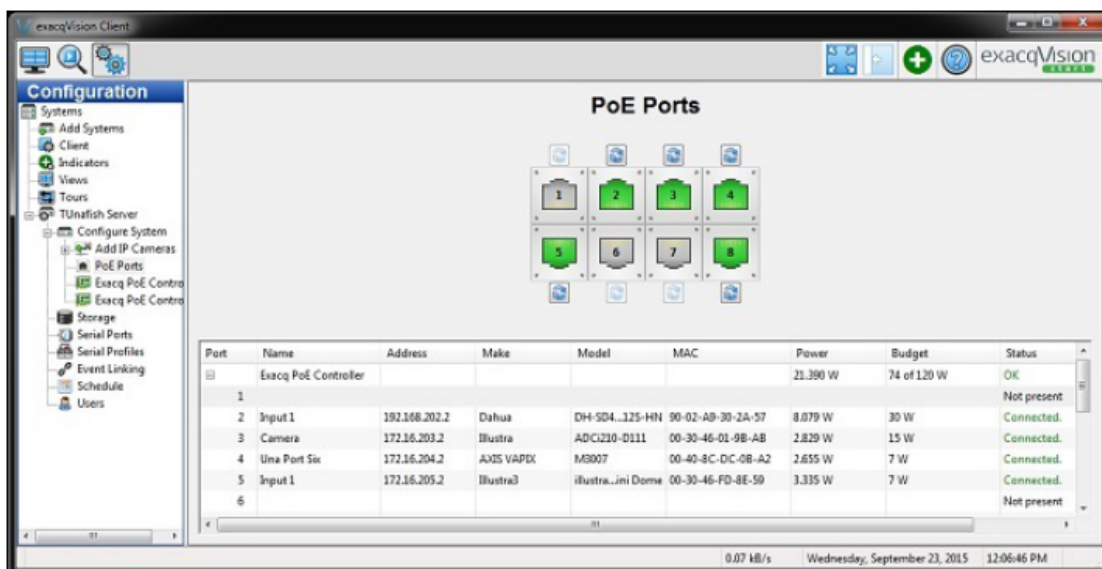 exacqVision Client
exacqVision
start
Configuration
Systems
Add Systems
Client
Indicators
Views
Tours
TUnafish Server
Configure System
Add IP Cameras
PoE Ports
Exacq PoE Contro
Exacq PoE Contro
Storage
Serial Ports
Serial Profiles
Event Linking
Schedule
Users
PoE Ports
1 2 3 4
5 6 7 8
Port Name Address Make Model MAC Power Budget Status
Exacq PoE Controller 21.390 W 74 of 120 W OK
1 Not present
2 Input 1 192.168.202.2 Dahua DH-SD4...125-HN 90-02-A9-30-2A-57 8.079 W 30 W Connected.
3 Camera 172.16.203.2 Illustra ADCi210-D111 00-30-46-01-9B-AB 2.829 W 15 W Connected.
4 Una Port Six 172.16.204.2 AXIS VAPIX M3007 00-40-8C-DC-0B-A2 2.655 W 7 W Connected.
5 Input 1 172.16.205.2 Illustra3 illustra...ini Dome 00-30-46-FD-8E-59 3.335 W 7 W Connected.
6 Not present
0.07 kB/s Wednesday, September 23, 2015 12:06:46 PM